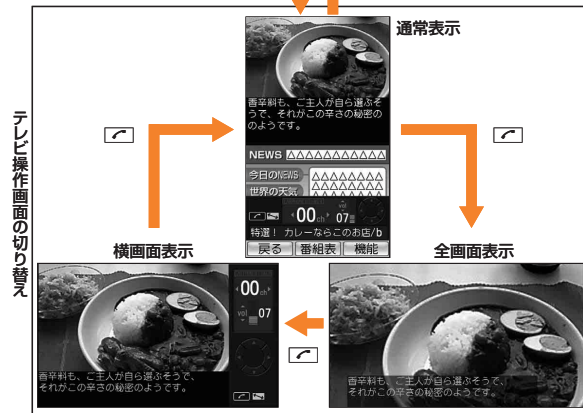 通常表示
香辛料も、ご主人が自ら選ぶそ
うで、それがこの辛さの秘密の
のようです。
NEWS △△△△△△△△△△
今日のNEWS △△△△△△△△
世界の天気 △△△△△△△△
00ch vol 07
特選! カレーならこのお店/b
戻る 番組表 機能
テレビ操作画面の切り替え
横画面表示
00ch
vol 07
香辛料も、ご主人が自ら選ぶそうで、
それがこの辛さの秘密のようです。
全画面表示
香辛料も、ご主人が自ら選ぶそうで、
それがこの辛さの秘密のようです。